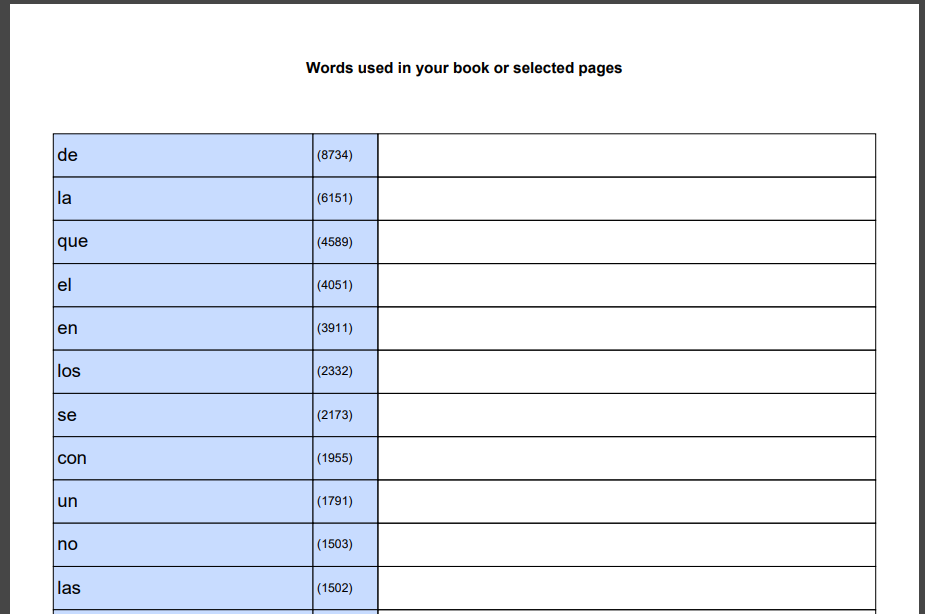 Words used in your book or selected pages
de (8734)
la (6151)
que (4589)
el (4051)
en (3911)
los (2332)
se (2173)
con (1955)
un (1791)
no (1503)
las (1502)